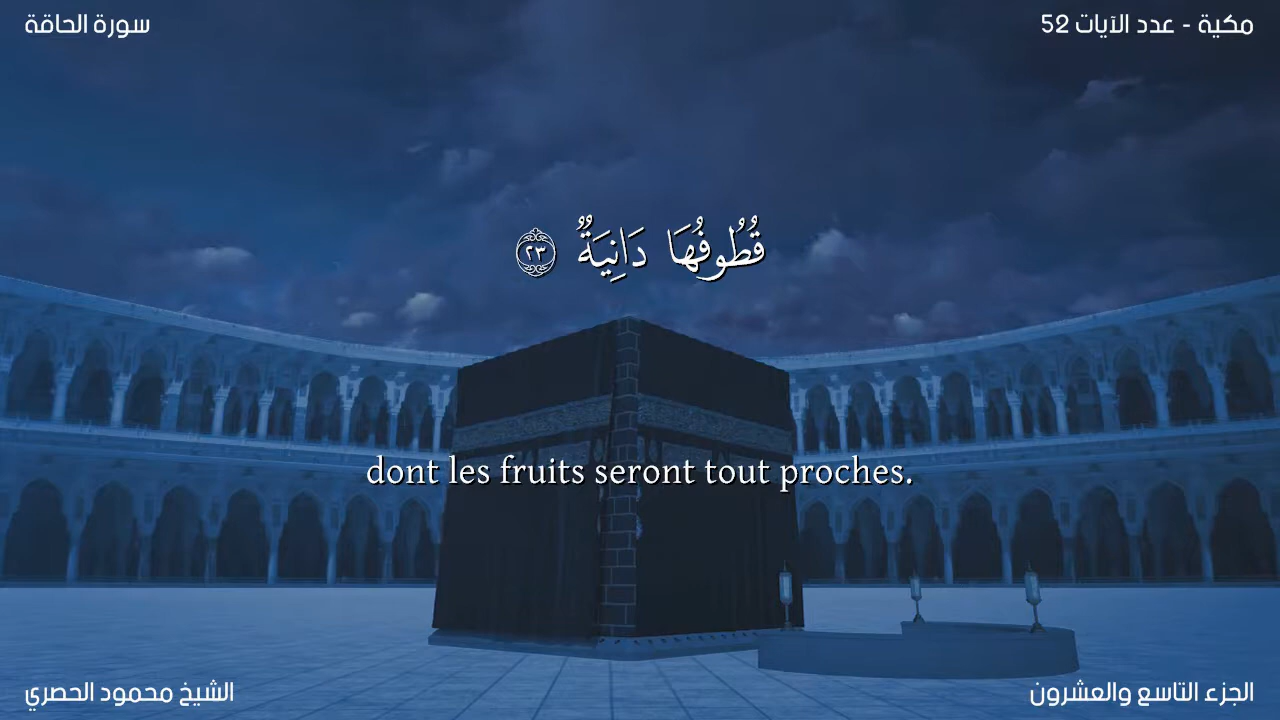 مكية - عدد الآيات 52
سورة الحاقة
قُطُوفُهَا دَانِيَةٌ ٢٣
dont les fruits seront tout proches.
الجزء التاسع والعشرون
الشيخ محمود الحصري